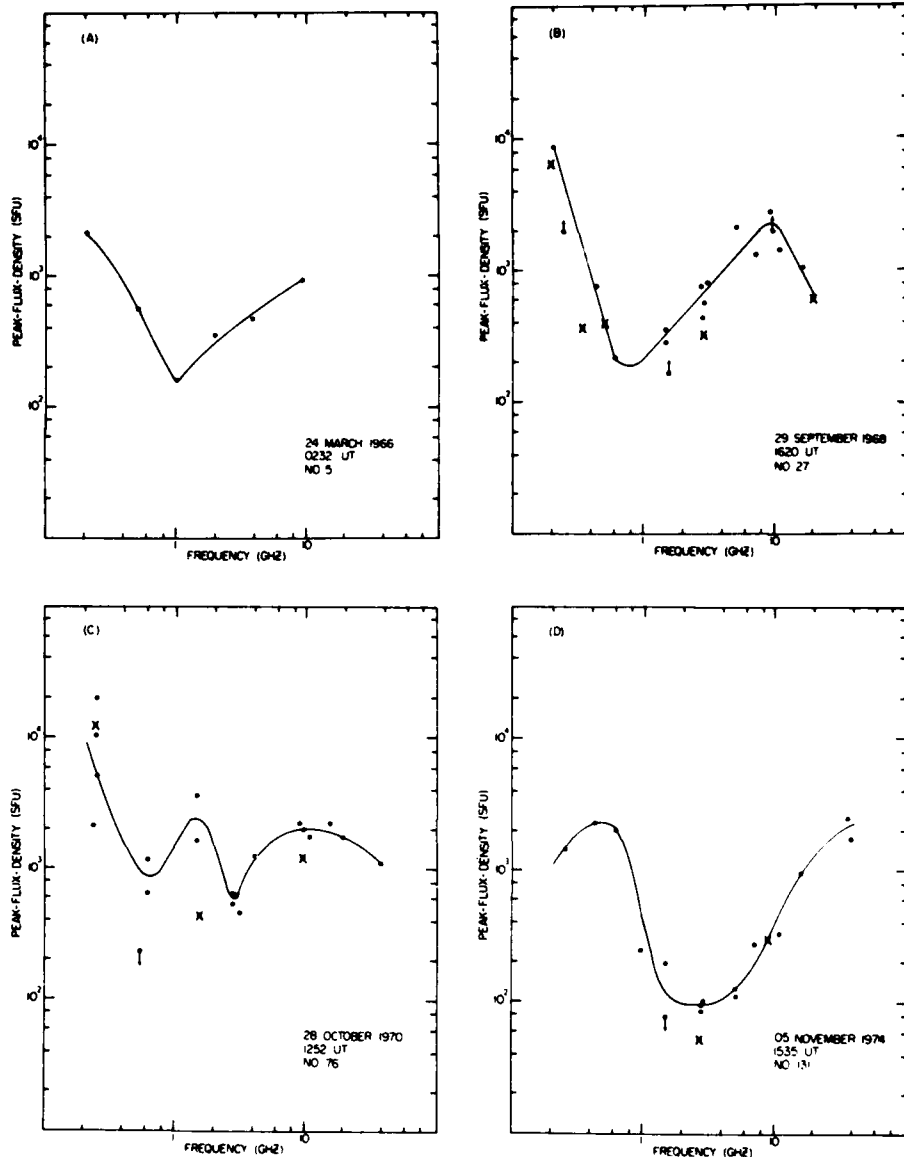 (A)
10⁴
10³
10²
PEAK-FLUX-DENSITY (SFU)
24 MARCH 1966
0232 UT
NO 5
1
10
FREQUENCY (GHZ)
(B)
10⁴
10³
10²
PEAK-FLUX-DENSITY (SFU)
29 SEPTEMBER 1968
1620 UT
NO 27
1
10
FREQUENCY (GHZ)
(C)
10⁴
10³
10²
PEAK-FLUX-DENSITY (SFU)
28 OCTOBER 1970
1252 UT
NO 76
1
10
FREQUENCY (GHZ)
(D)
10⁴
10³
10²
PEAK-FLUX-DENSITY (SFU)
05 NOVEMBER 1974
1535 UT
NO 131
1
10
FREQUENCY (GHZ)